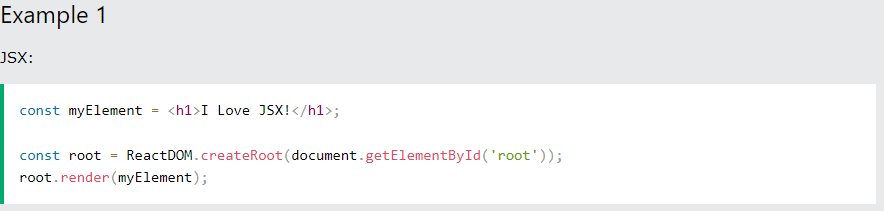 Example 1
JSX:
const myElement = <h1>I Love JSX!</h1>;
const root = ReactDOM.createRoot(document.getElementById('root'));
root.render(myElement);